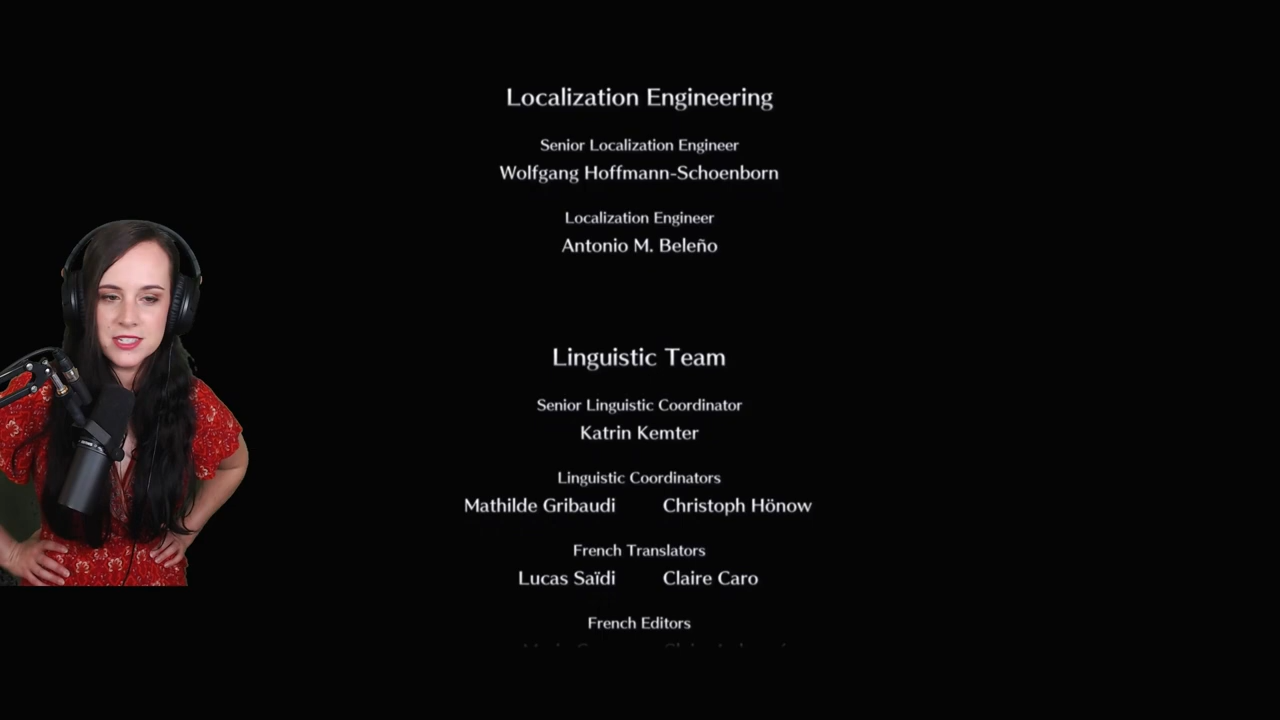 Localization Engineering
Senior Localization Engineer
Wolfgang Hoffmann-Schoenborn
Localization Engineer
Antonio M. Beleño
Linguistic Team
Senior Linguistic Coordinator
Katrin Kemter
Linguistic Coordinators
Mathilde Gribaudi Christoph Hönow
French Translators
Lucas Saïdi Claire Caro
French Editors